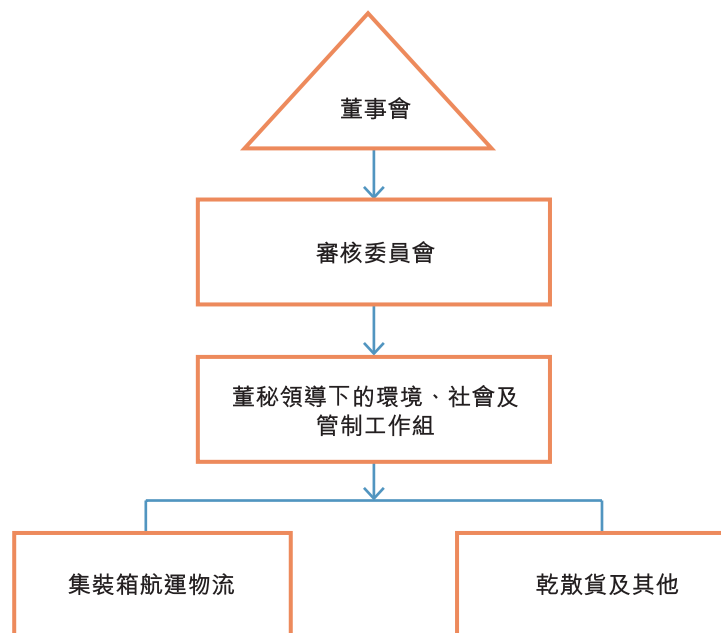 董事會
審核委員會
董秘領導下的環境、社會及
管制工作組
集裝箱航運物流
乾散貨及其他